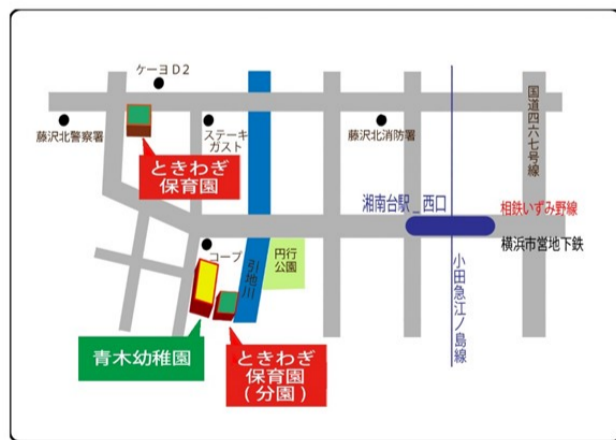 ケーヨD2
国道四六七号線
藤沢北警察署
ステーキ
ガスト
藤沢北消防署
ときわぎ
保育園
湘南台駅_西口
相鉄いずみ野線
横浜市営地下鉄
コープ
円行
公園
引地川
小田急江ノ島線
青木幼稚園
ときわぎ
保育園
(分園)